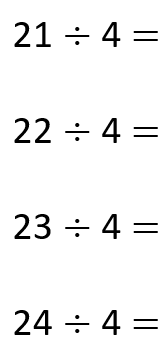 21 ÷ 4 =
22 ÷ 4 =
23 ÷ 4 =
24 ÷ 4 =